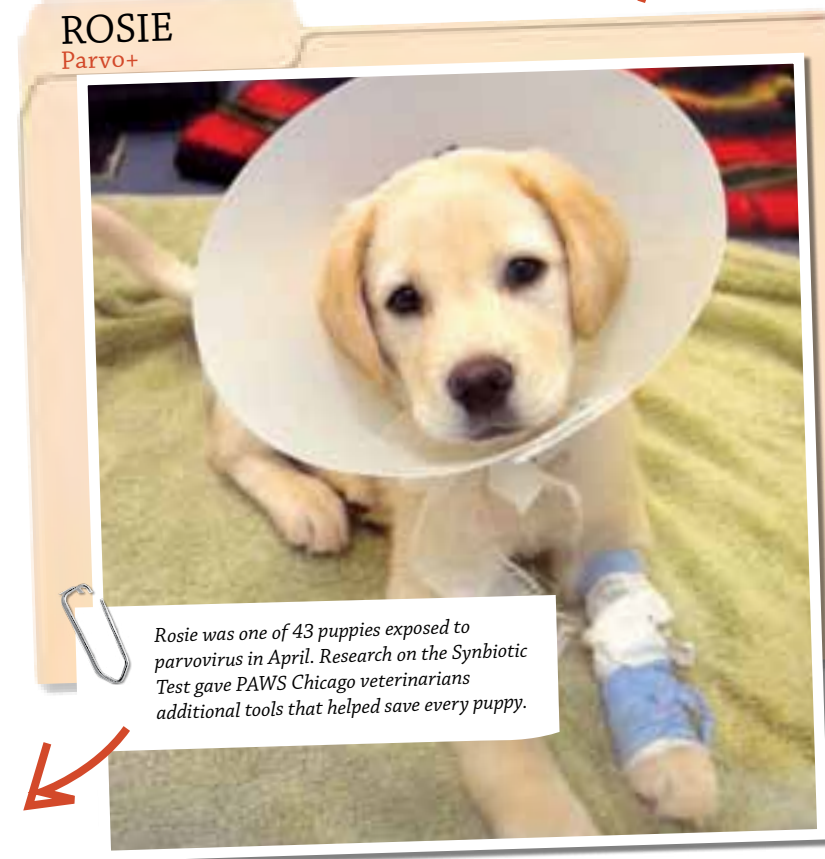 ROSIE
Parvo+
Rosie was one of 43 puppies exposed to
parvovirus in April. Research on the Synbiotic
Test gave PAWS Chicago veterinarians
additional tools that helped save every puppy.